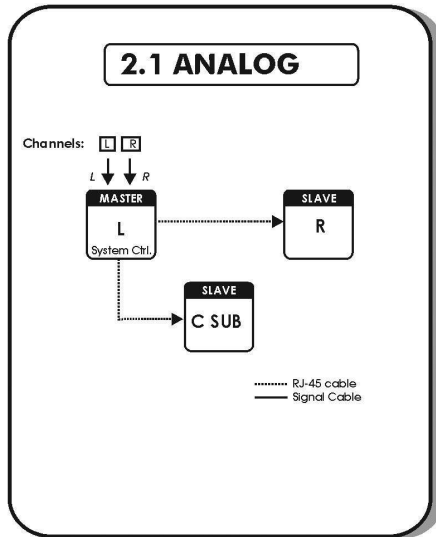 2.1 ANALOG
Channels: L R
L R
MASTER
L
System Ctrl.
SLAVE
R
SLAVE
C SUB
RJ-45 cable
Signal Cable